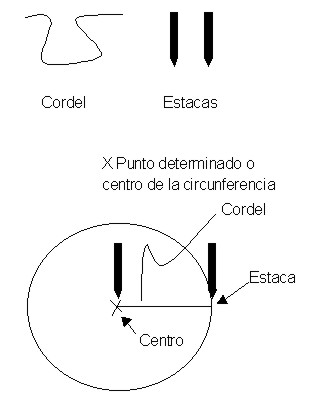 Cordel
Estacas
X Punto determinado o
centro de la circunferencia
Cordel
Estaca
Centro